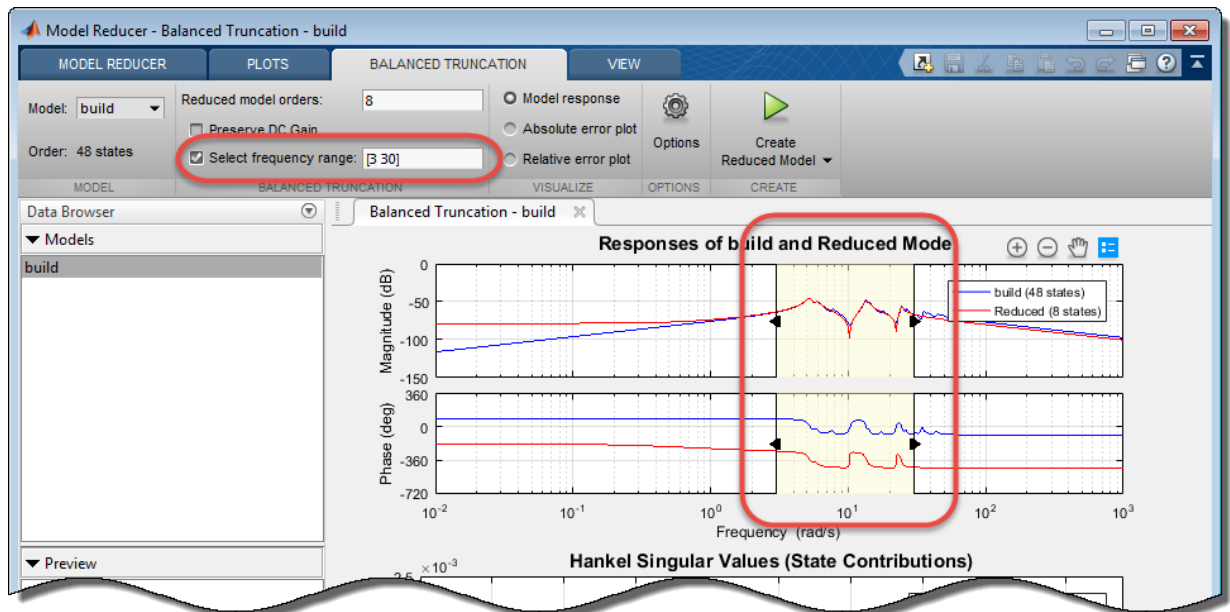 Model Reducer - Balanced Truncation - build
MODEL REDUCER PLOTS BALANCED TRUNCATION VIEW
Model: build
Reduced model orders: 8
Preserve DC Gain
Order: 48 states
Select frequency range: [3 30]
Model response
Absolute error plot
Relative error plot
Options
Create
Reduced Model
MODEL BALANCED TRUNCATION VISUALIZE OPTIONS CREATE
Data Browser
Models
build
Preview
Balanced Truncation - build
Responses of build and Reduced Mode
Magnitude (dB)
0
-50
-100
-150
build (48 states)
Reduced (8 states)
Phase (deg)
360
0
-360
-720
10-2 10-1 100 101 102 103
Frequency (rad/s)
Hankel Singular Values (State Contributions)
2.5 ×10-3